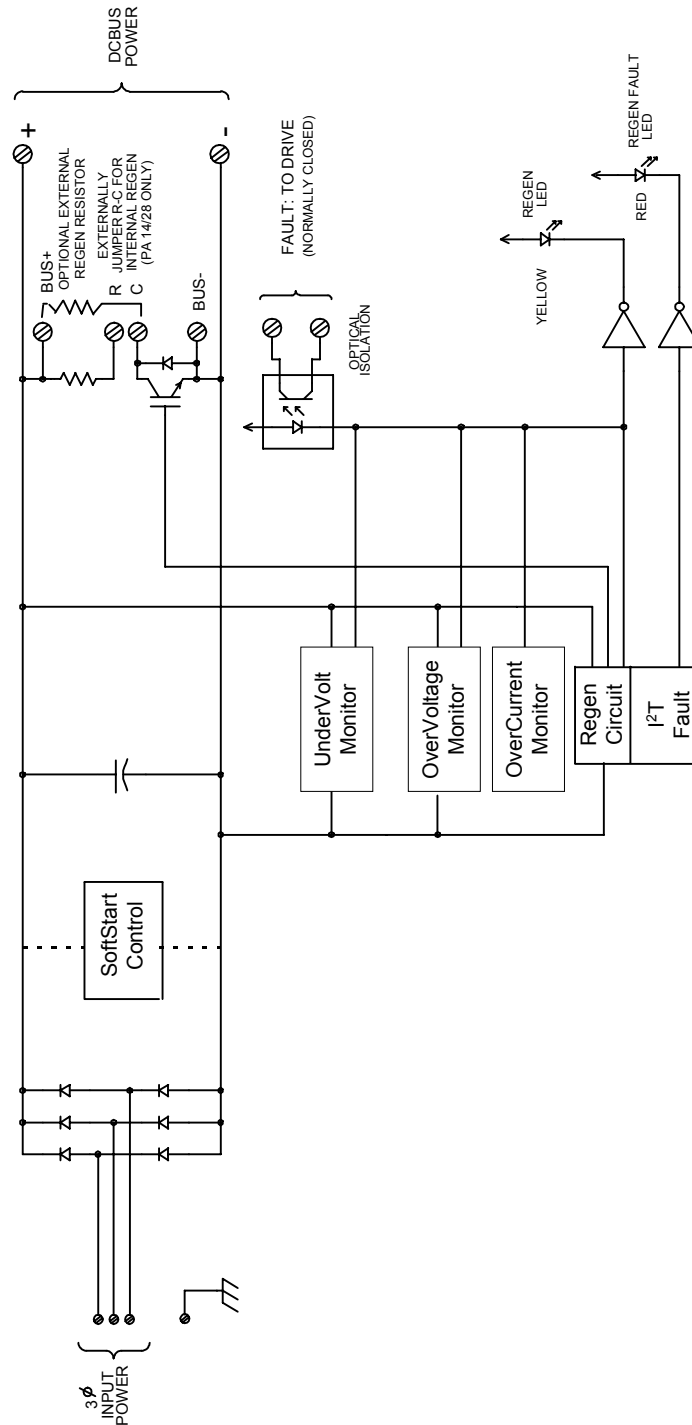 3Ø
INPUT
POWER
SoftStart
Control
UnderVolt
Monitor
OverVoltage
Monitor
OverCurrent
Monitor
Regen
Circuit
I²T
Fault
BUS+
OPTIONAL EXTERNAL
REGEN RESISTOR
EXTERNALLY
JUMPER R-C FOR
INTERNAL REGEN
(PA 14/28 ONLY)
R
C
BUS-
+
-
DCBUS
POWER
FAULT: TO DRIVE
(NORMALLY CLOSED)
OPTICAL
ISOLATION
YELLOW
REGEN
LED
RED
REGEN FAULT
LED